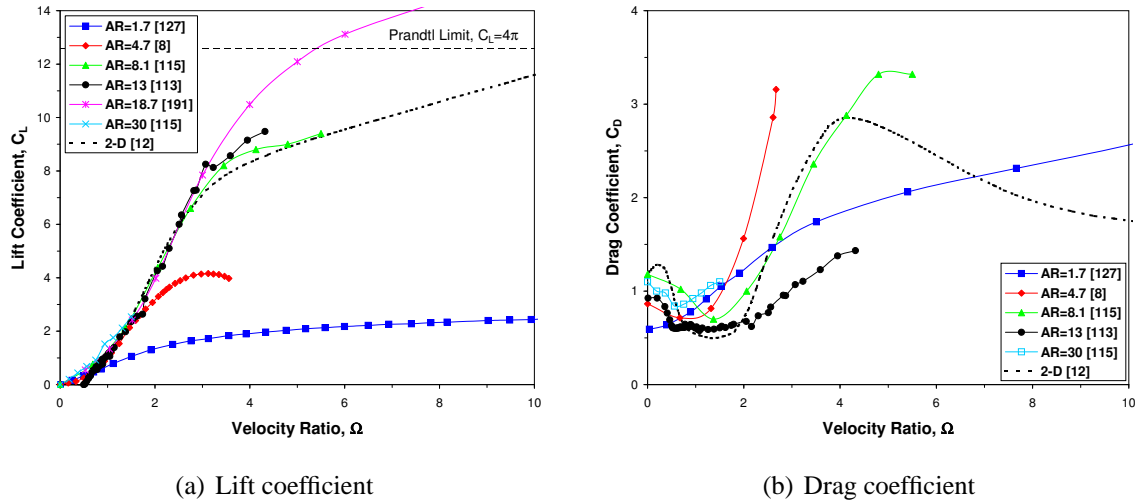 14
12
10
8
6
4
2
0
0
2
4
6
8
10
Lift Coefficient, C_L
Velocity Ratio, Ω
AR=1.7 [127]
AR=4.7 [8]
AR=8.1 [115]
AR=13 [113]
AR=18.7 [191]
AR=30 [115]
2-D [12]
Prandtl Limit, C_L=4π
(a) Lift coefficient
4
3
2
1
0
0
2
4
6
8
10
Drag Coefficient, C_D
Velocity Ratio, Ω
AR=1.7 [127]
AR=4.7 [8]
AR=8.1 [115]
AR=13 [113]
AR=30 [115]
2-D [12]
(b) Drag coefficient